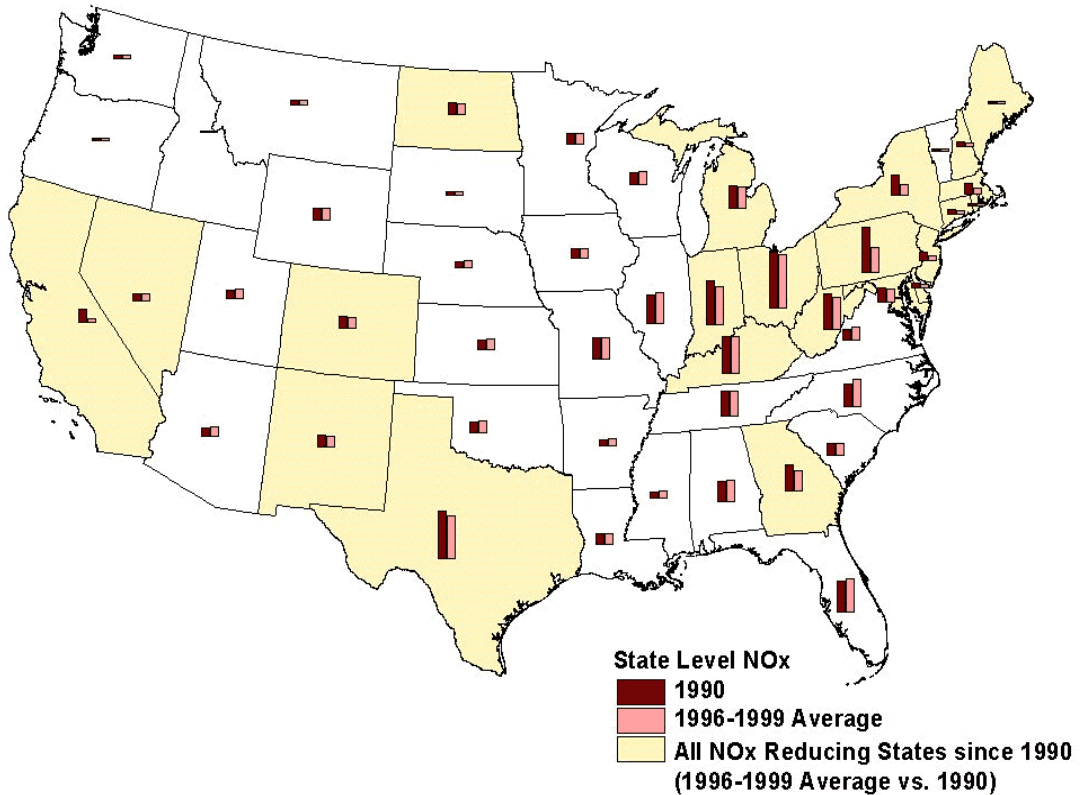 State Level NOx
1990
1996-1999 Average
All NOx Reducing States since 1990
(1996-1999 Average vs. 1990)